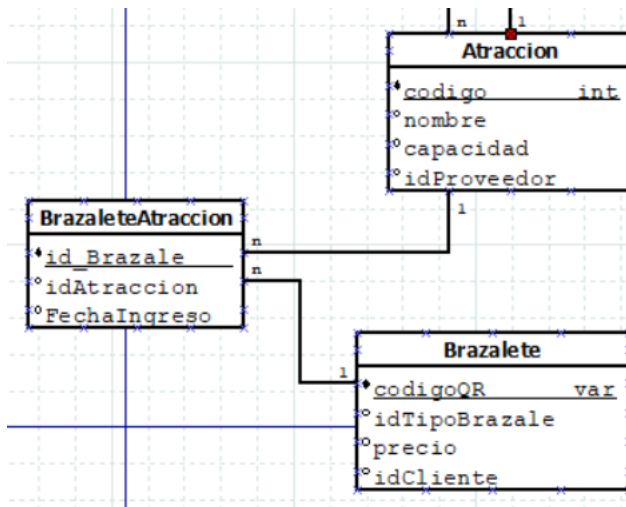 n 1
Atraccion
codigo int
nombre
capacidad
idProveedor
1
BrazaleteAtraccion
id_Brazale
idAtraccion
FechaIngreso
n
n
1
Brazalete
codigoQR var
idTipoBrazale
precio
idCliente